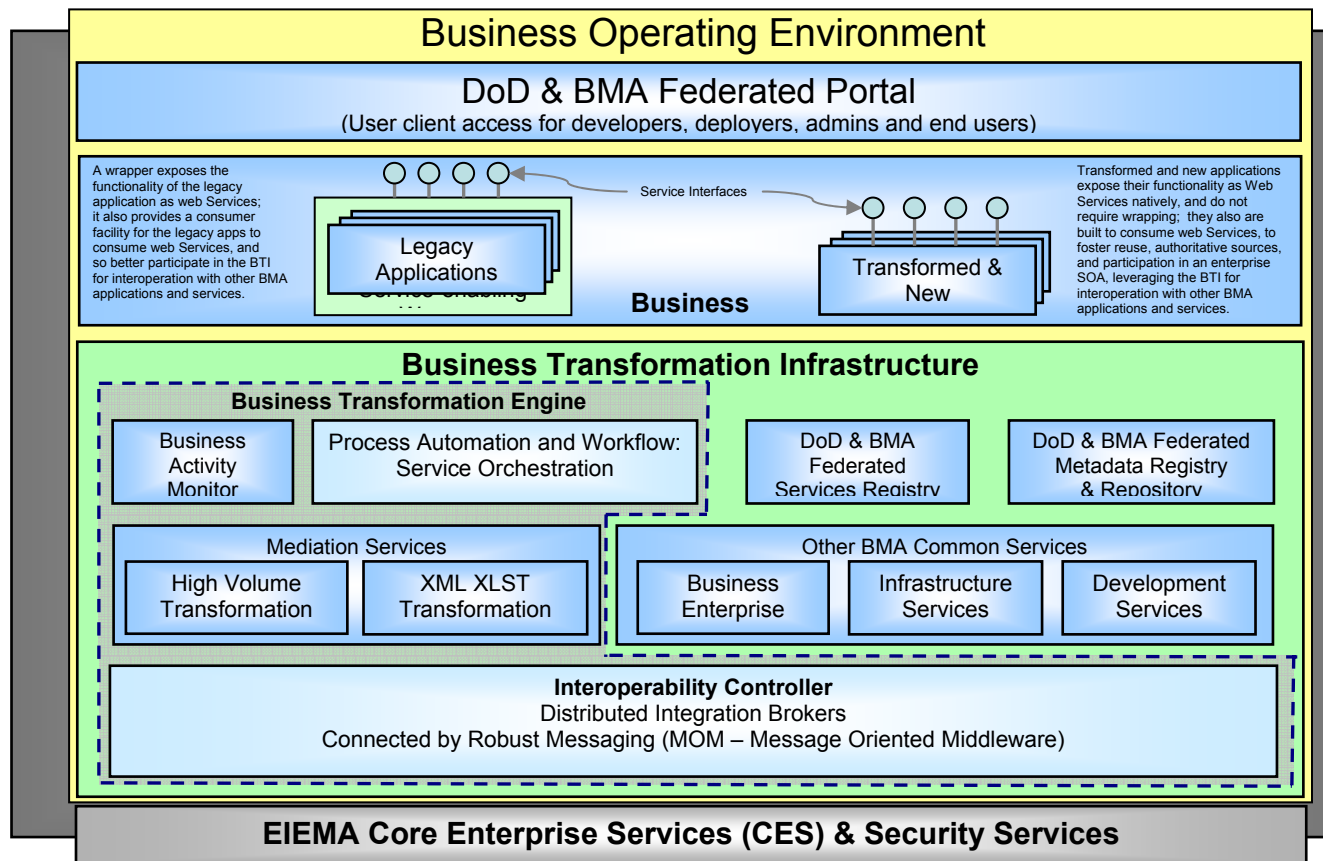 Business Operating Environment
DoD & BMA Federated Portal
(User client access for developers, deployers, admins and end users)
A wrapper exposes the
functionality of the legacy
application as web Services;
it also provides a consumer
facility for the legacy apps to
consume web Services, and
so better participate in the BTI
for interoperation with other BMA
applications and services.
Service Interfaces
Legacy
Applications
Service-enabling
Business
Transformed &
New
Transformed and new applications
expose their functionality as Web
Services natively, and do not
require wrapping; they also are
built to consume web Services, to
foster reuse, authoritative sources,
and participation in an enterprise
SOA, leveraging the BTI for
interoperation with other BMA
applications and services.
Business Transformation Infrastructure
Business Transformation Engine
Business
Activity
Monitor
Process Automation and Workflow:
Service Orchestration
DoD & BMA
Federated
Services Registry
DoD & BMA Federated
Metadata Registry
& Repository
Mediation Services
High Volume
Transformation
XML XLST
Transformation
Other BMA Common Services
Business
Enterprise
Infrastructure
Services
Development
Services
Interoperability Controller
Distributed Integration Brokers
Connected by Robust Messaging (MOM – Message Oriented Middleware)
EIEMA Core Enterprise Services (CES) & Security Services